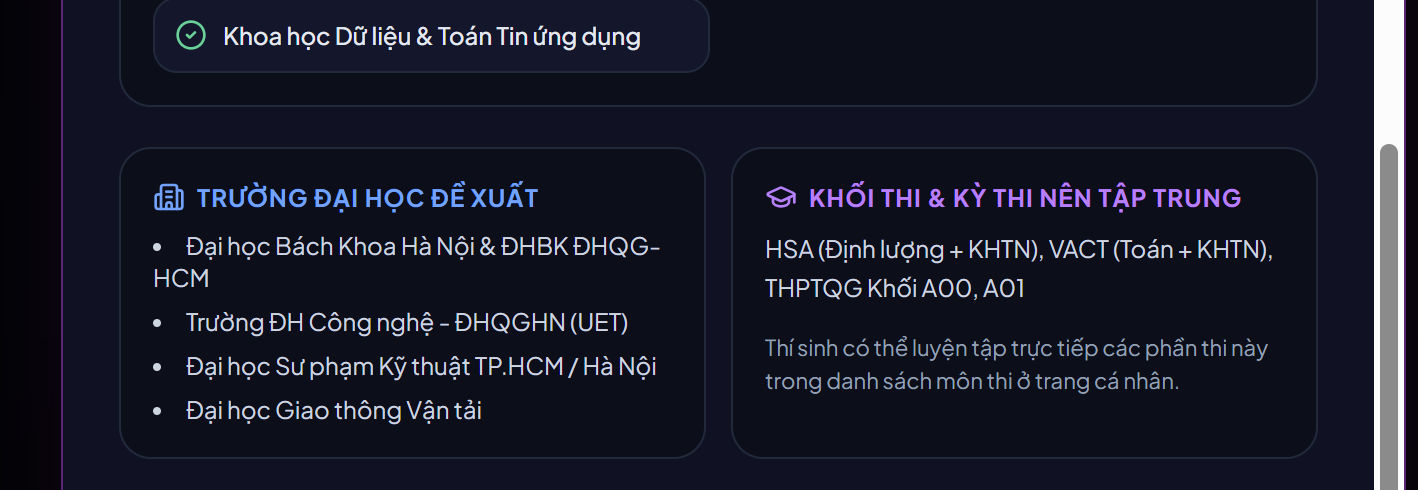 Khoa học Dữ liệu & Toán Tin ứng dụng
TRƯỜNG ĐẠI HỌC ĐỀ XUẤT
• Đại học Bách Khoa Hà Nội & ĐHBK ĐHQG-
HCM
• Trường ĐH Công nghệ - ĐHQGHN (UET)
• Đại học Sư phạm Kỹ thuật TP.HCM / Hà Nội
• Đại học Giao thông Vận tải
KHỐI THI & KỲ THI NÊN TẬP TRUNG
HSA (Định lượng + KHTN), VACT (Toán + KHTN),
THPTQG Khối A00, A01
Thí sinh có thể luyện tập trực tiếp các phần thi này
trong danh sách môn thi ở trang cá nhân.